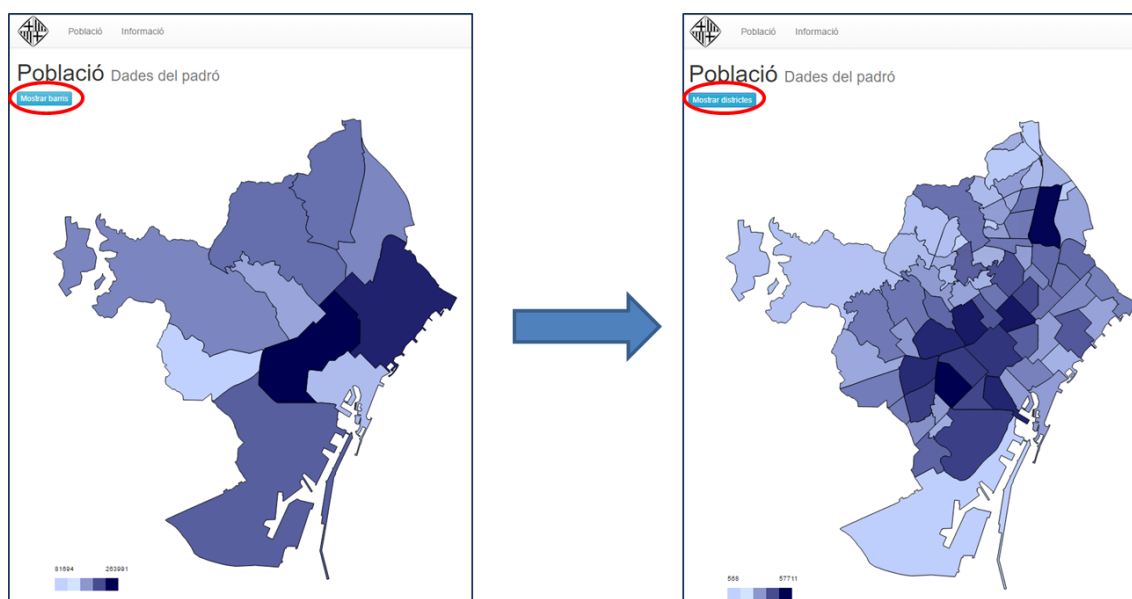 Població Informació
Població Dades del padró
Mostrar barris
81694 263991
Població Informació
Població Dades del padró
Mostrar districtes
568 57711